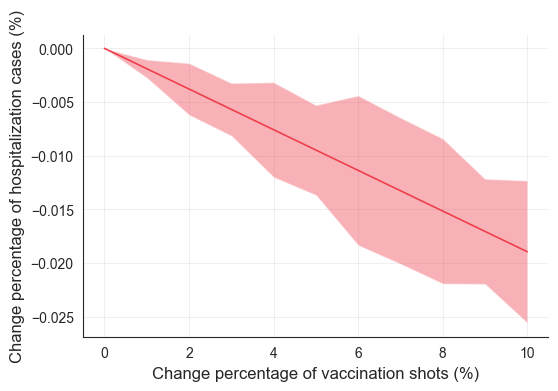 Change percentage of hospitalization cases (%)
0.000
−0.005
−0.010
−0.015
−0.020
−0.025
0 2 4 6 8 10
Change percentage of vaccination shots (%)